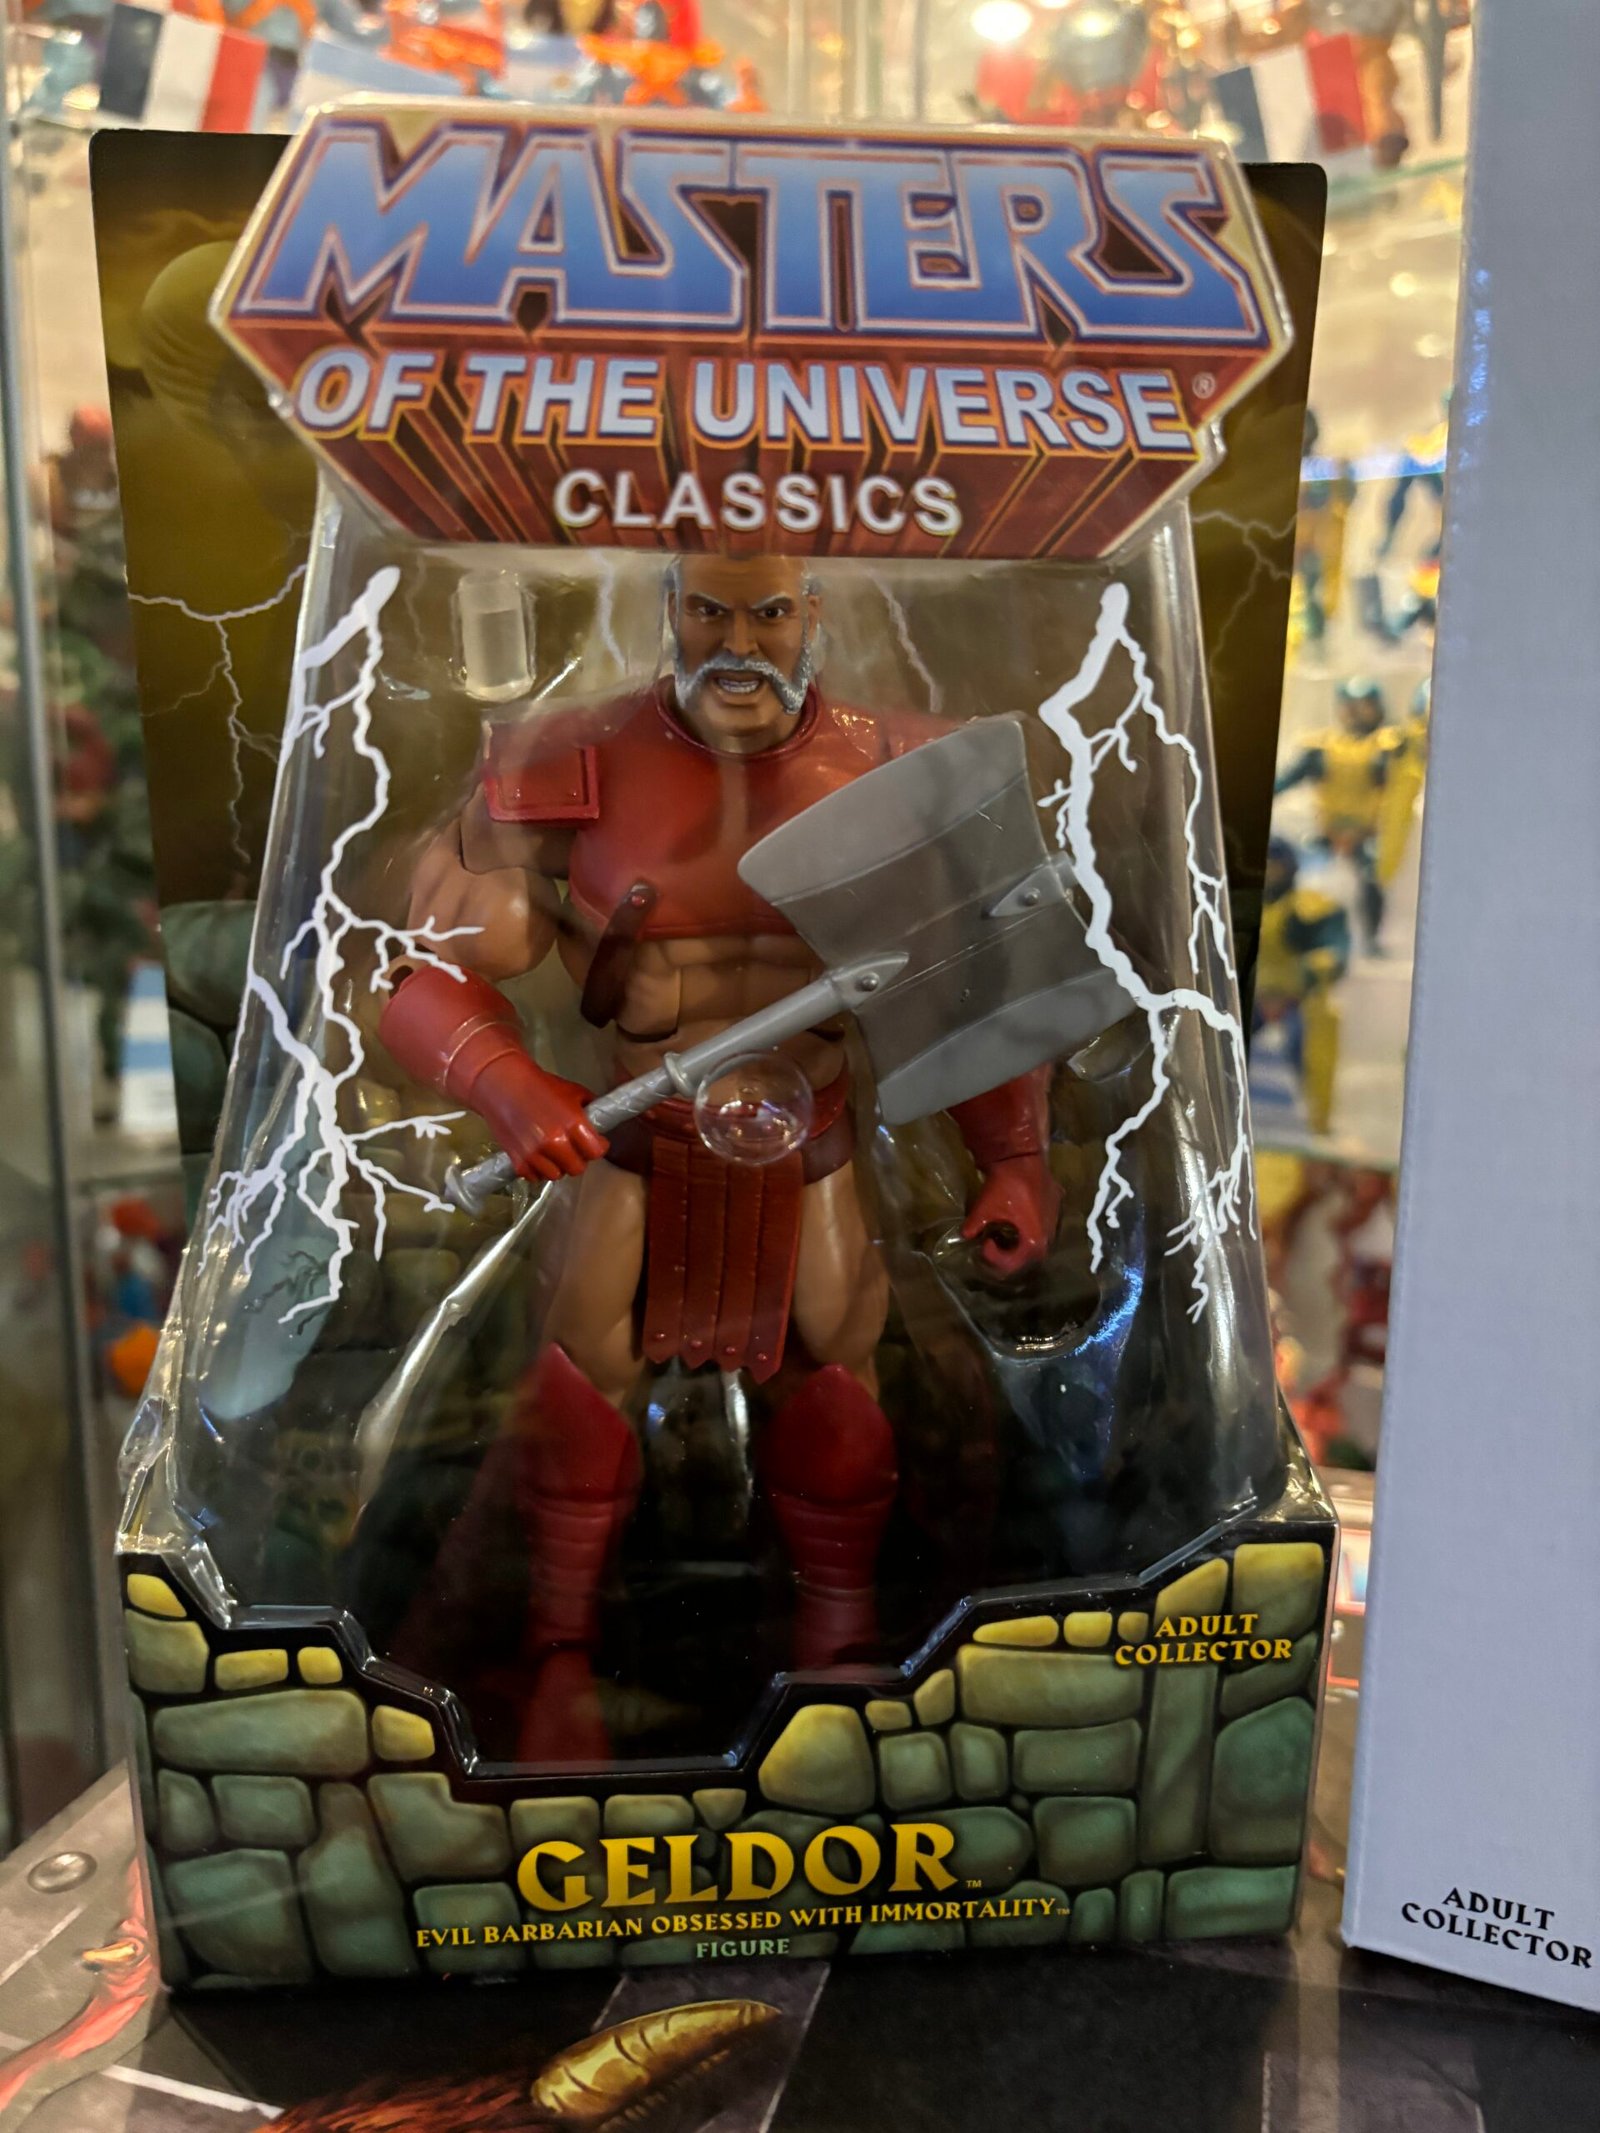 MASTERS
OF THE UNIVERSE®
CLASSICS
ADULT
COLLECTOR
GELDOR™
EVIL BARBARIAN OBSESSED WITH IMMORTALITY™
FIGURE
ADULT
COLLECTOR